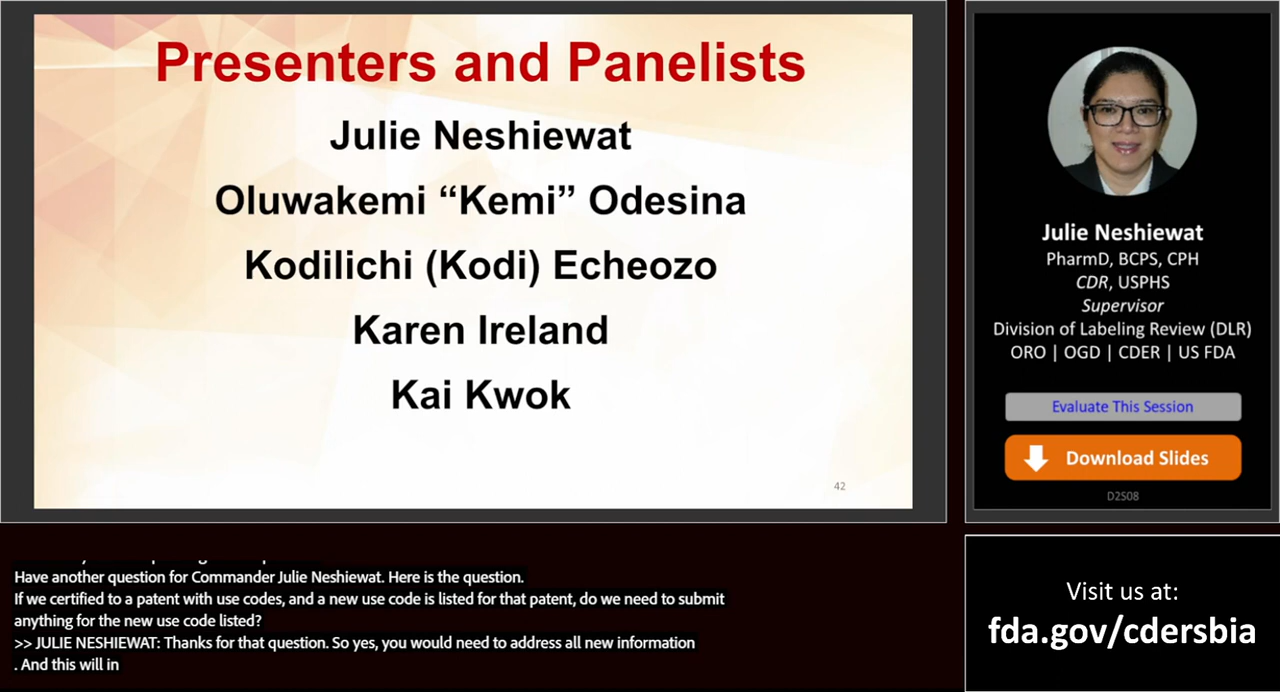 Presenters and Panelists
Julie Neshiewat
Oluwakemi “Kemi” Odesina
Kodilichi (Kodi) Echeozo
Karen Ireland
Kai Kwok
42
Julie Neshiewat
PharmD, BCPS, CPH
CDR, USPHS
Supervisor
Division of Labeling Review (DLR)
ORO | OGD | CDER | US FDA
Evaluate This Session
Download Slides
D2S08
Have another question for Commander Julie Neshiewat. Here is the question.
If we certified to a patent with use codes, and a new use code is listed for that patent, do we need to submit
anything for the new use code listed?
>> JULIE NESHIEWAT: Thanks for that question. So yes, you would need to address all new information
. And this will in
Visit us at:
fda.gov/cdersbia